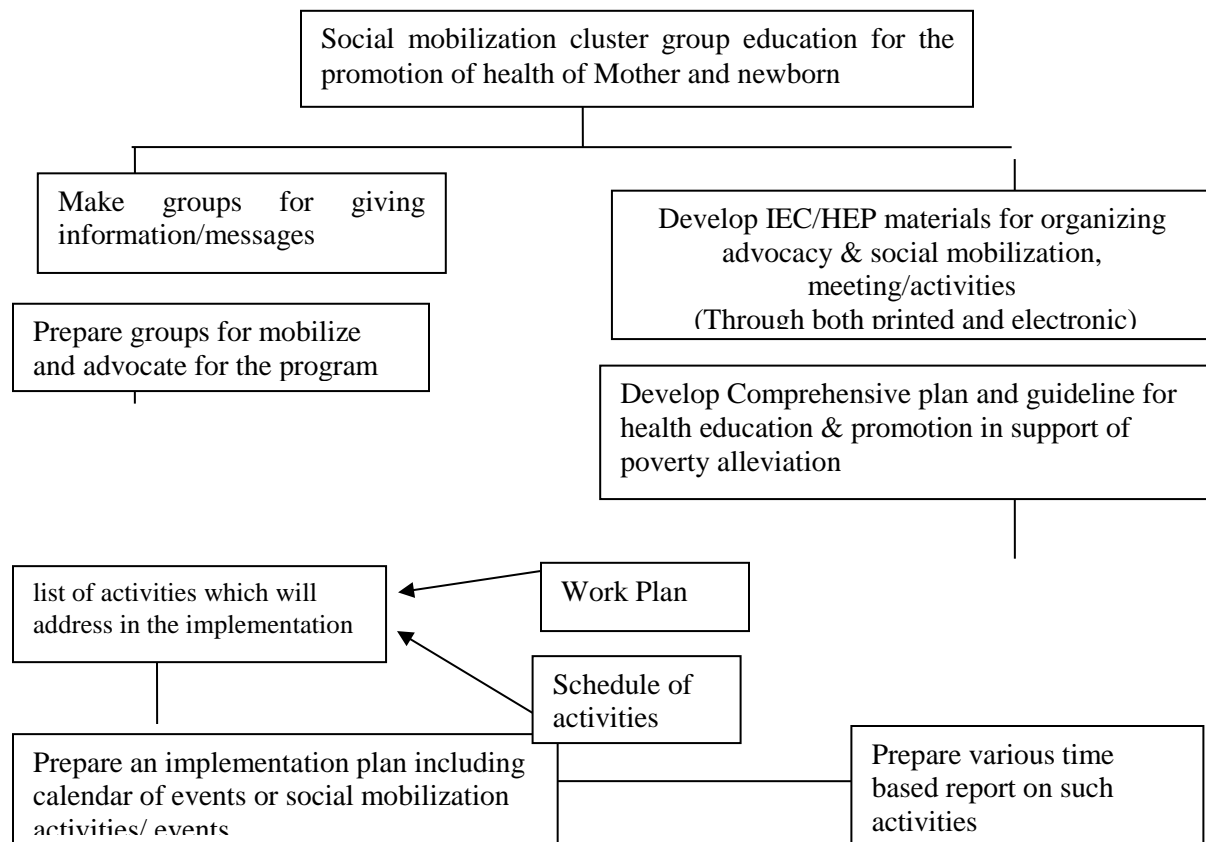 Social mobilization cluster group education for the
promotion of health of Mother and newborn
Make groups for giving
information/messages
Develop IEC/HEP materials for organizing
advocacy & social mobilization,
meeting/activities
(Through both printed and electronic)
Prepare groups for mobilize
and advocate for the program
Develop Comprehensive plan and guideline for
health education & promotion in support of
poverty alleviation
list of activities which will
address in the implementation
Work Plan
Schedule of
activities
Prepare an implementation plan including
calendar of events or social mobilization
activities/ events
Prepare various time
based report on such
activities